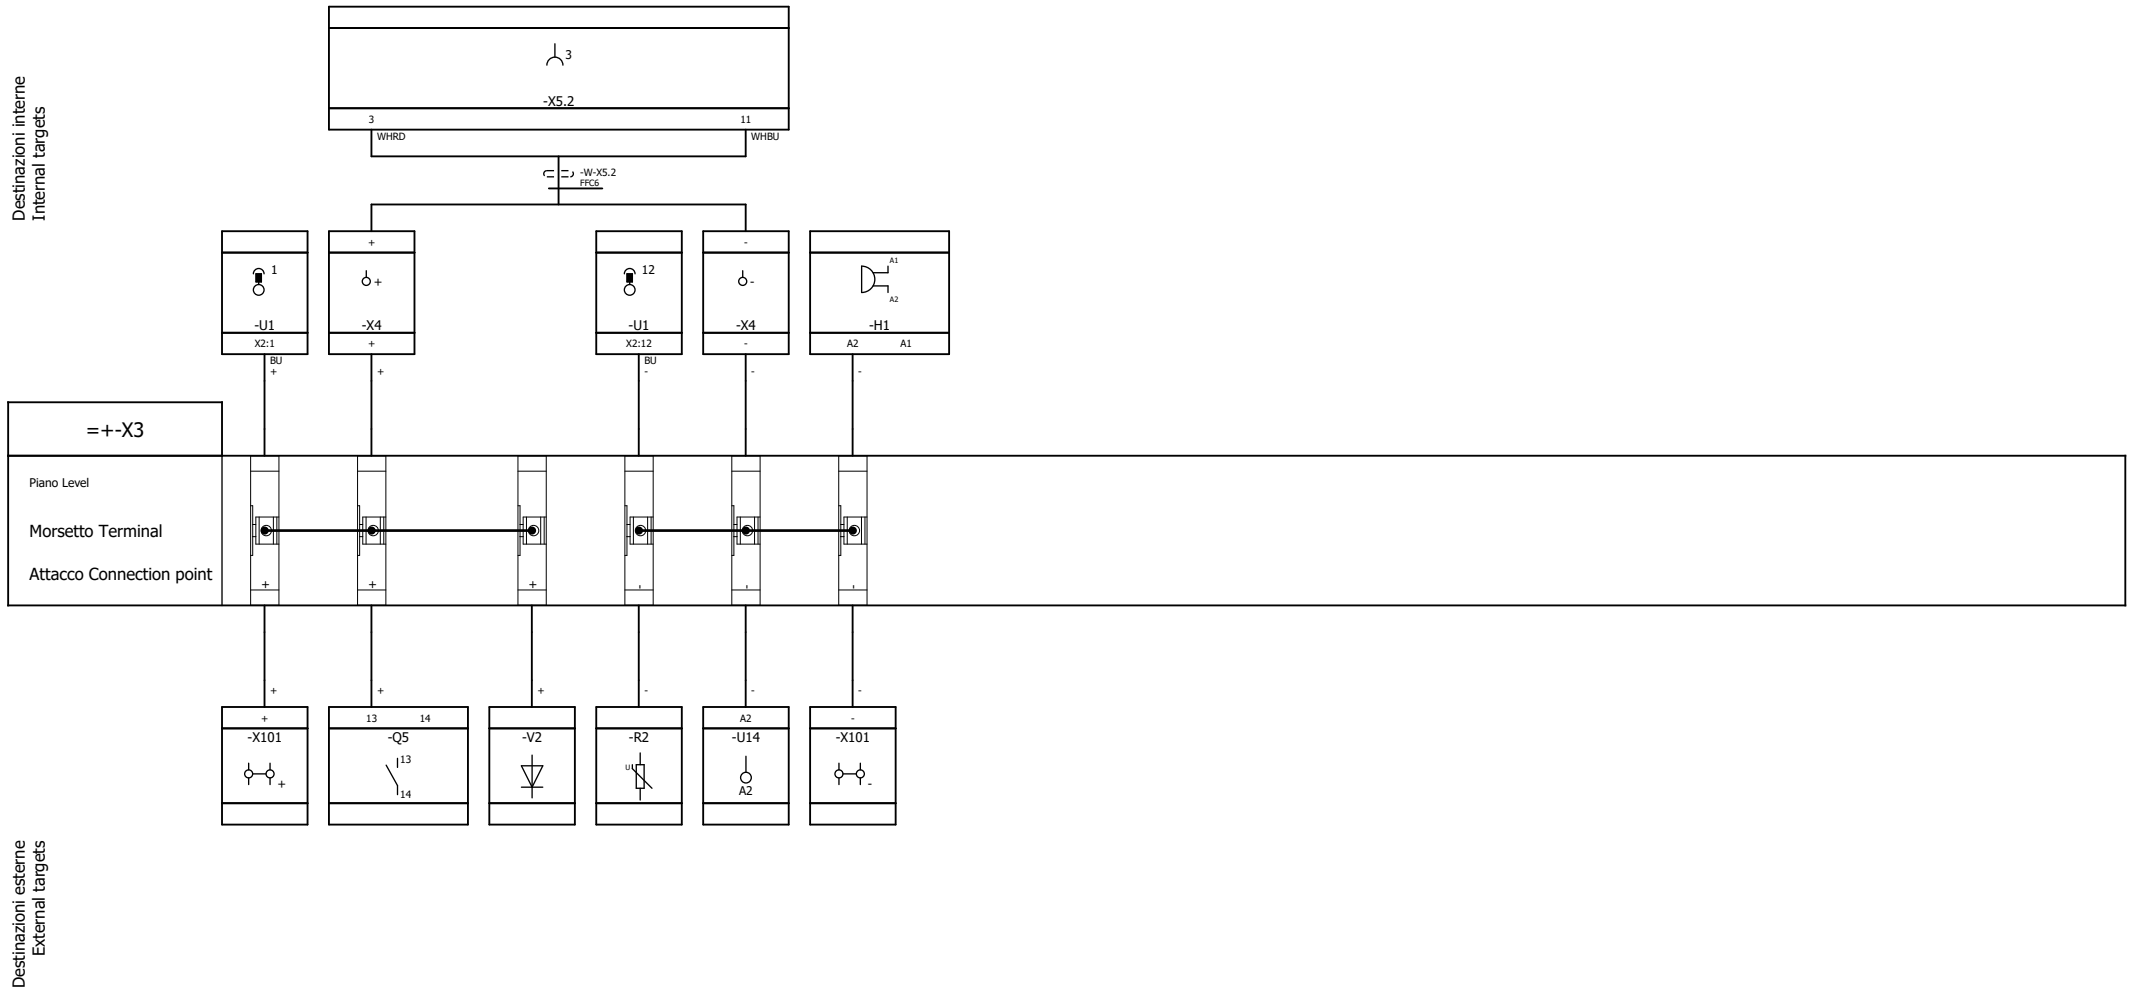 Destinazioni interne
Internal targets
3
-X5.2
3 11
WHRD WHBU
-W-X5.2
FFC6
+ -
1 + 12 - A1
A2
-U1 -X4 -U1 -X4 -H1
X2:1 + X2:12 - A2 A1
BU BU
+ + - - -
=+-X3
Piano Level
Morsetto Terminal
Attacco Connection point
+ + + - - -
+ + + - - -
+ 13 14 A2 -
-X101 -Q5 -V2 -R2 -U14 -X101
13 U
+ 14 A2 -
Destinazioni esterne
External targets